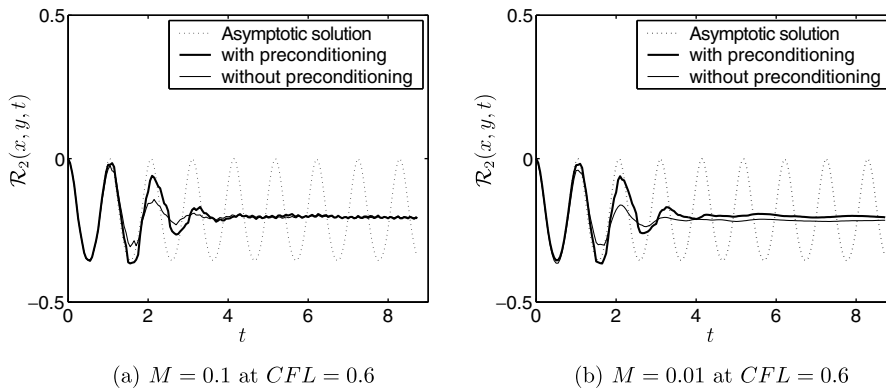 0.5
Asymptotic solution
with preconditioning
without preconditioning
ℛ₂(x, y, t)
0
−0.5
0 2 4 6 8
t
(a) M = 0.1 at CFL = 0.6
0.5
Asymptotic solution
with preconditioning
without preconditioning
ℛ₂(x, y, t)
0
−0.5
0 2 4 6 8
t
(b) M = 0.01 at CFL = 0.6